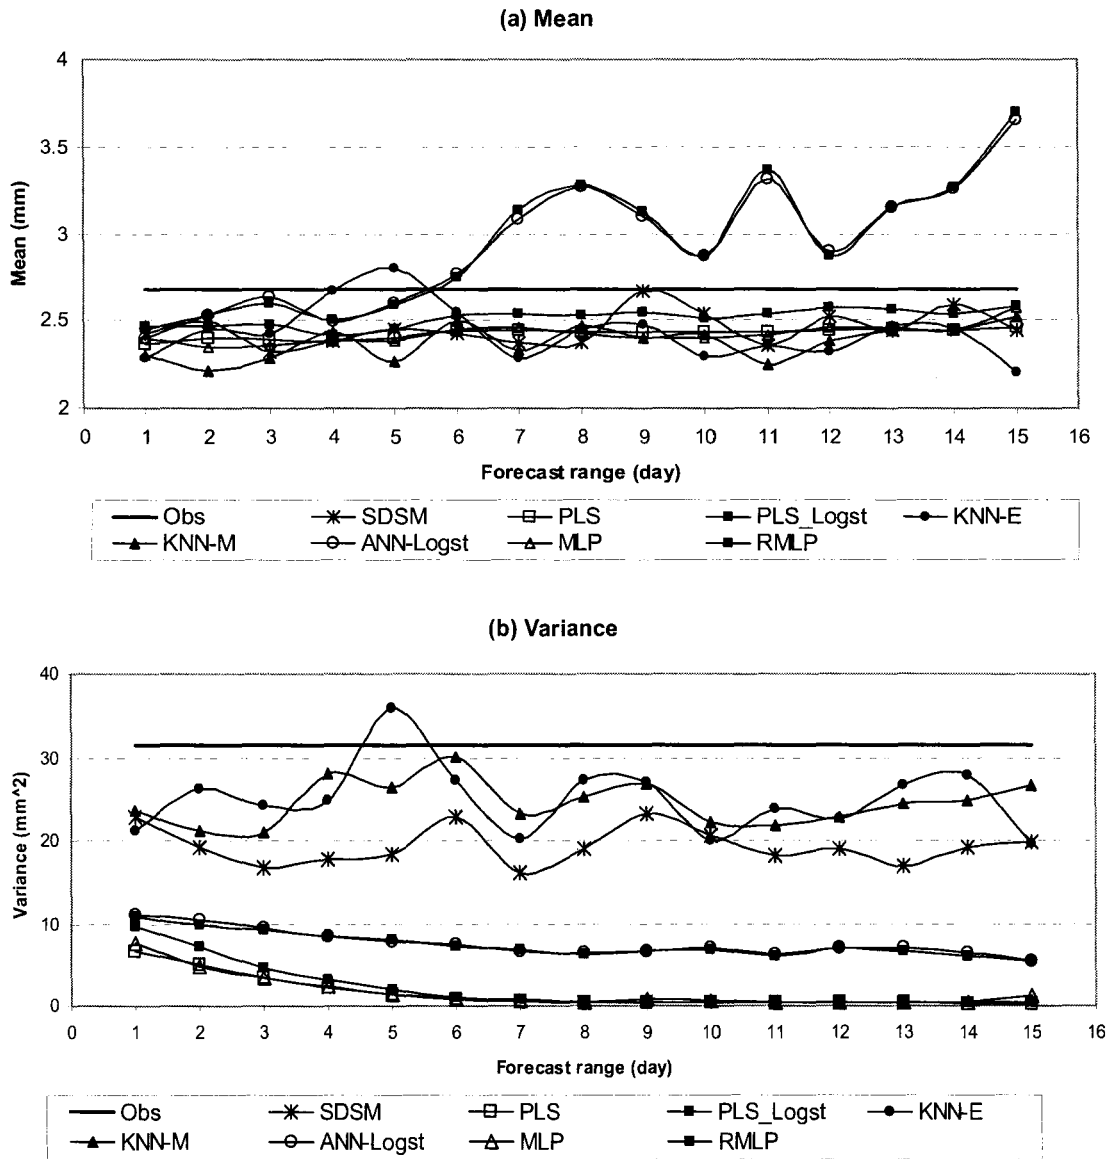 (a) Mean
4
3.5
3
2.5
2
Mean (mm)
0 1 2 3 4 5 6 7 8 9 10 11 12 13 14 15 16
Forecast range (day)
Obs SDSM PLS PLS_Logst KNN-E
KNN-M ANN-Logst MLP RMLP
(b) Variance
40
30
20
10
0
Variance (mm^2)
0 1 2 3 4 5 6 7 8 9 10 11 12 13 14 15 16
Forecast range (day)
Obs SDSM PLS PLS_Logst KNN-E
KNN-M ANN-Logst MLP RMLP